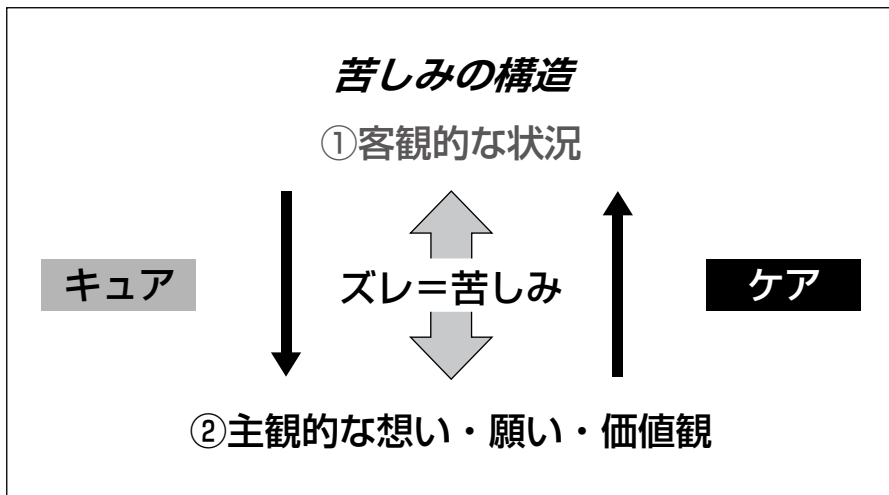 苦しみの構造
①客観的な状況
キュア
ズレ＝苦しみ
ケア
②主観的な想い・願い・価値観